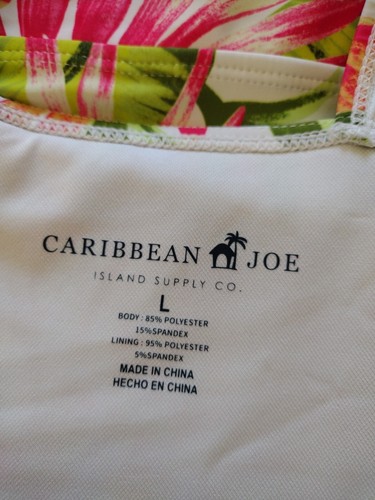 CARIBBEAN JOE
ISLAND SUPPLY CO.
L
BODY : 85% POLYESTER
15%SPANDEX
LINING : 95% POLYESTER
5%SPANDEX
MADE IN CHINA
HECHO EN CHINA